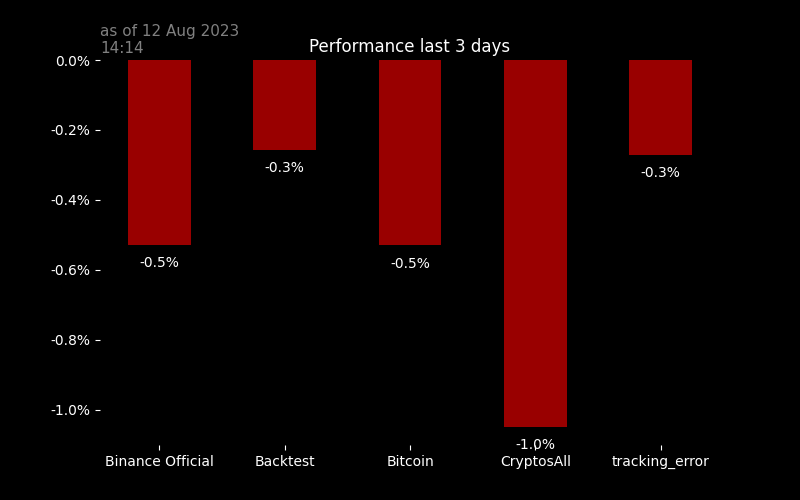 as of 12 Aug 2023
14:14
Performance last 3 days
0.0%
-0.2%
-0.4%
-0.6%
-0.8%
-1.0%
-0.5%
-0.3%
-0.5%
-1.0%
-0.3%
Binance Official
Backtest
Bitcoin
CryptosAll
tracking_error